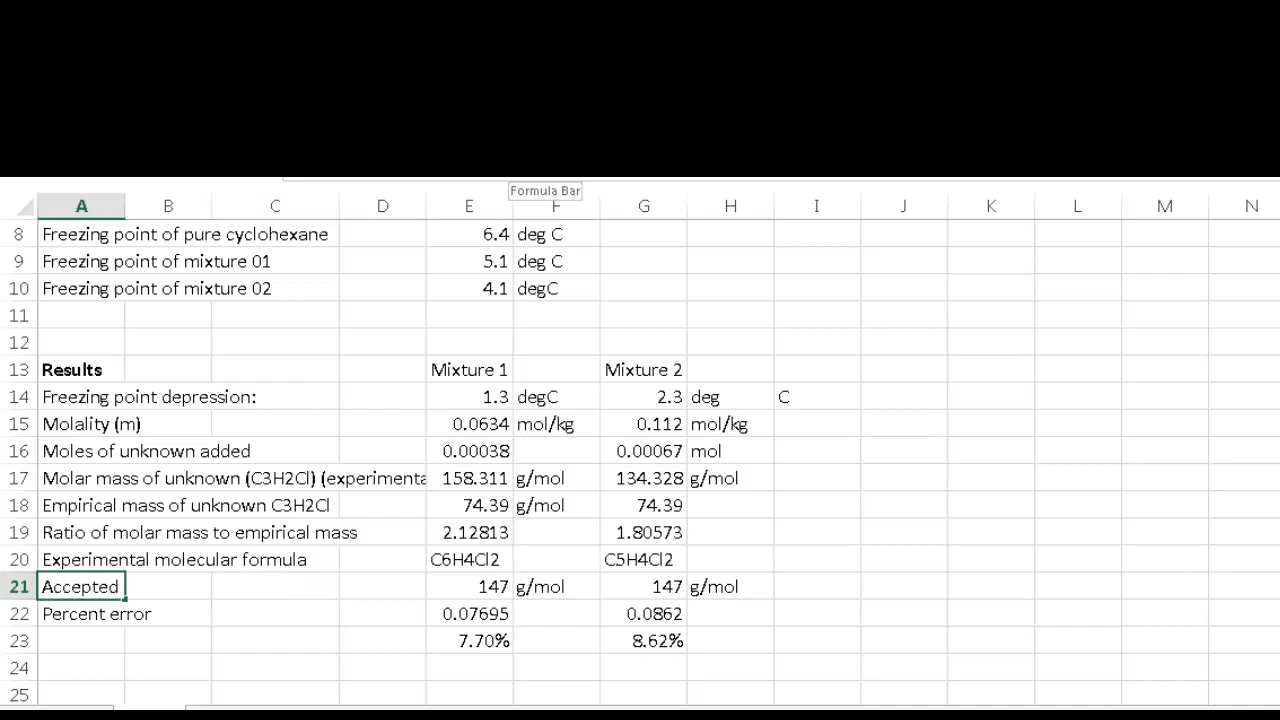 Formula Bar
A B C D E F G H I J K L M N
8 Freezing point of pure cyclohexane 6.4 deg C
9 Freezing point of mixture 01 5.1 deg C
10 Freezing point of mixture 02 4.1 degC
11
12
13 Results Mixture 1 Mixture 2
14 Freezing point depression: 1.3 degC 2.3 deg C
15 Molality (m) 0.0634 mol/kg 0.112 mol/kg
16 Moles of unknown added 0.00038 0.00067 mol
17 Molar mass of unknown (C3H2Cl) (experimenta 158.311 g/mol 134.328 g/mol
18 Empirical mass of unknown C3H2Cl 74.39 g/mol 74.39
19 Ratio of molar mass to empirical mass 2.12813 1.80573
20 Experimental molecular formula C6H4Cl2 C5H4Cl2
21 Accepted 147 g/mol 147 g/mol
22 Percent error 0.07695 0.0862
23 7.70% 8.62%
24
25